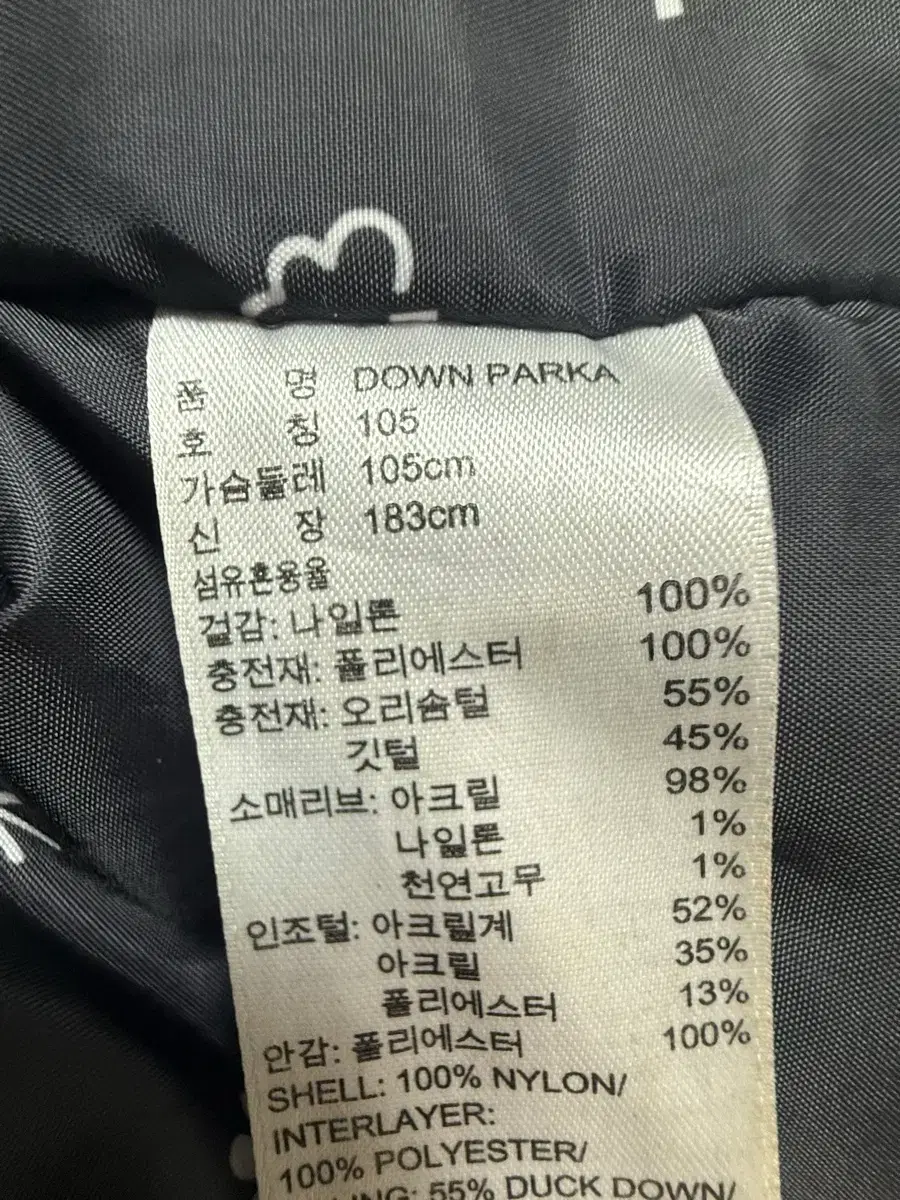 품 명 DOWN PARKA
호 칭 105
가슴둘레 105cm
신 장 183cm
섬유혼용율
겉감: 나일론 100%
충전재: 폴리에스터 100%
충전재: 오리솜털 55%
깃털 45%
소매리브: 아크릴 98%
나일론 1%
천연고무 1%
인조털: 아크릴계 52%
아크릴 35%
폴리에스터 13%
안감: 폴리에스터 100%
SHELL: 100% NYLON/
INTERLAYER:
100% POLYESTER/
55% DUCK DOWN/